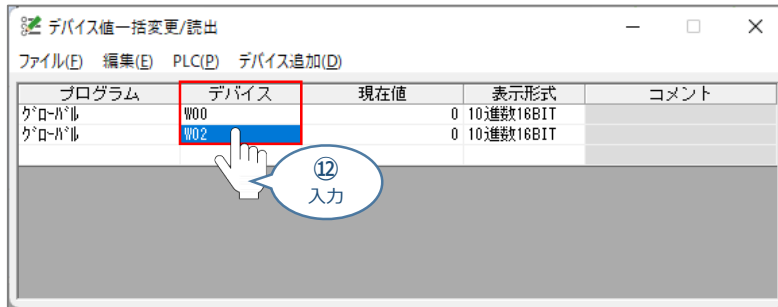 デバイス値一括変更/読出
ファイル(F) 編集(E) PLC(P) デバイス追加(D)
プログラム デバイス 現在値 表示形式 コメント
グローバル W00 0 10進数16BIT
グローバル W02 0 10進数16BIT
⑫
入力